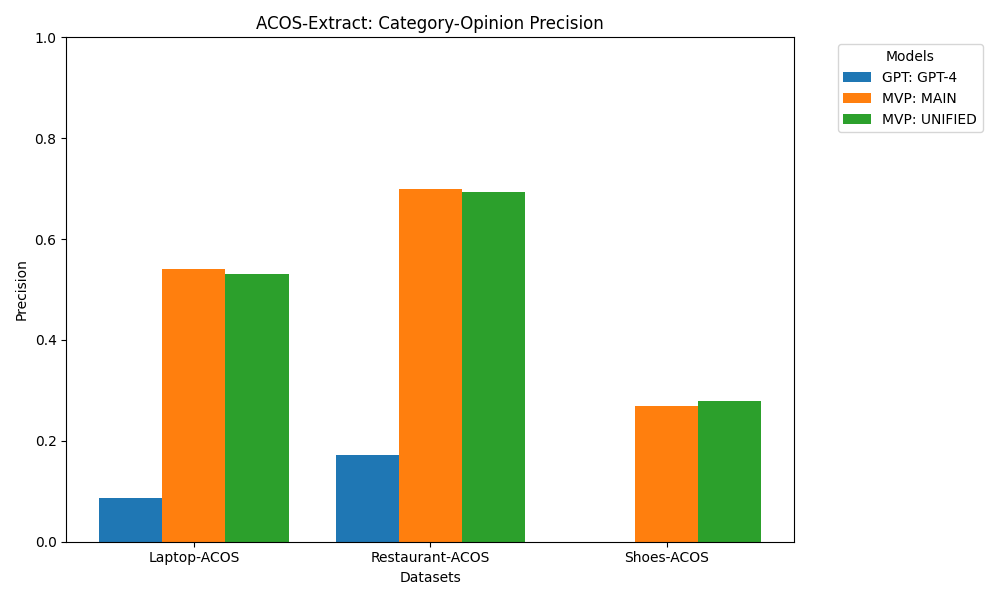 ACOS-Extract: Category-Opinion Precision
Models
GPT: GPT-4
MVP: MAIN
MVP: UNIFIED
Precision
1.0
0.8
0.6
0.4
0.2
0.0
Laptop-ACOS
Restaurant-ACOS
Shoes-ACOS
Datasets